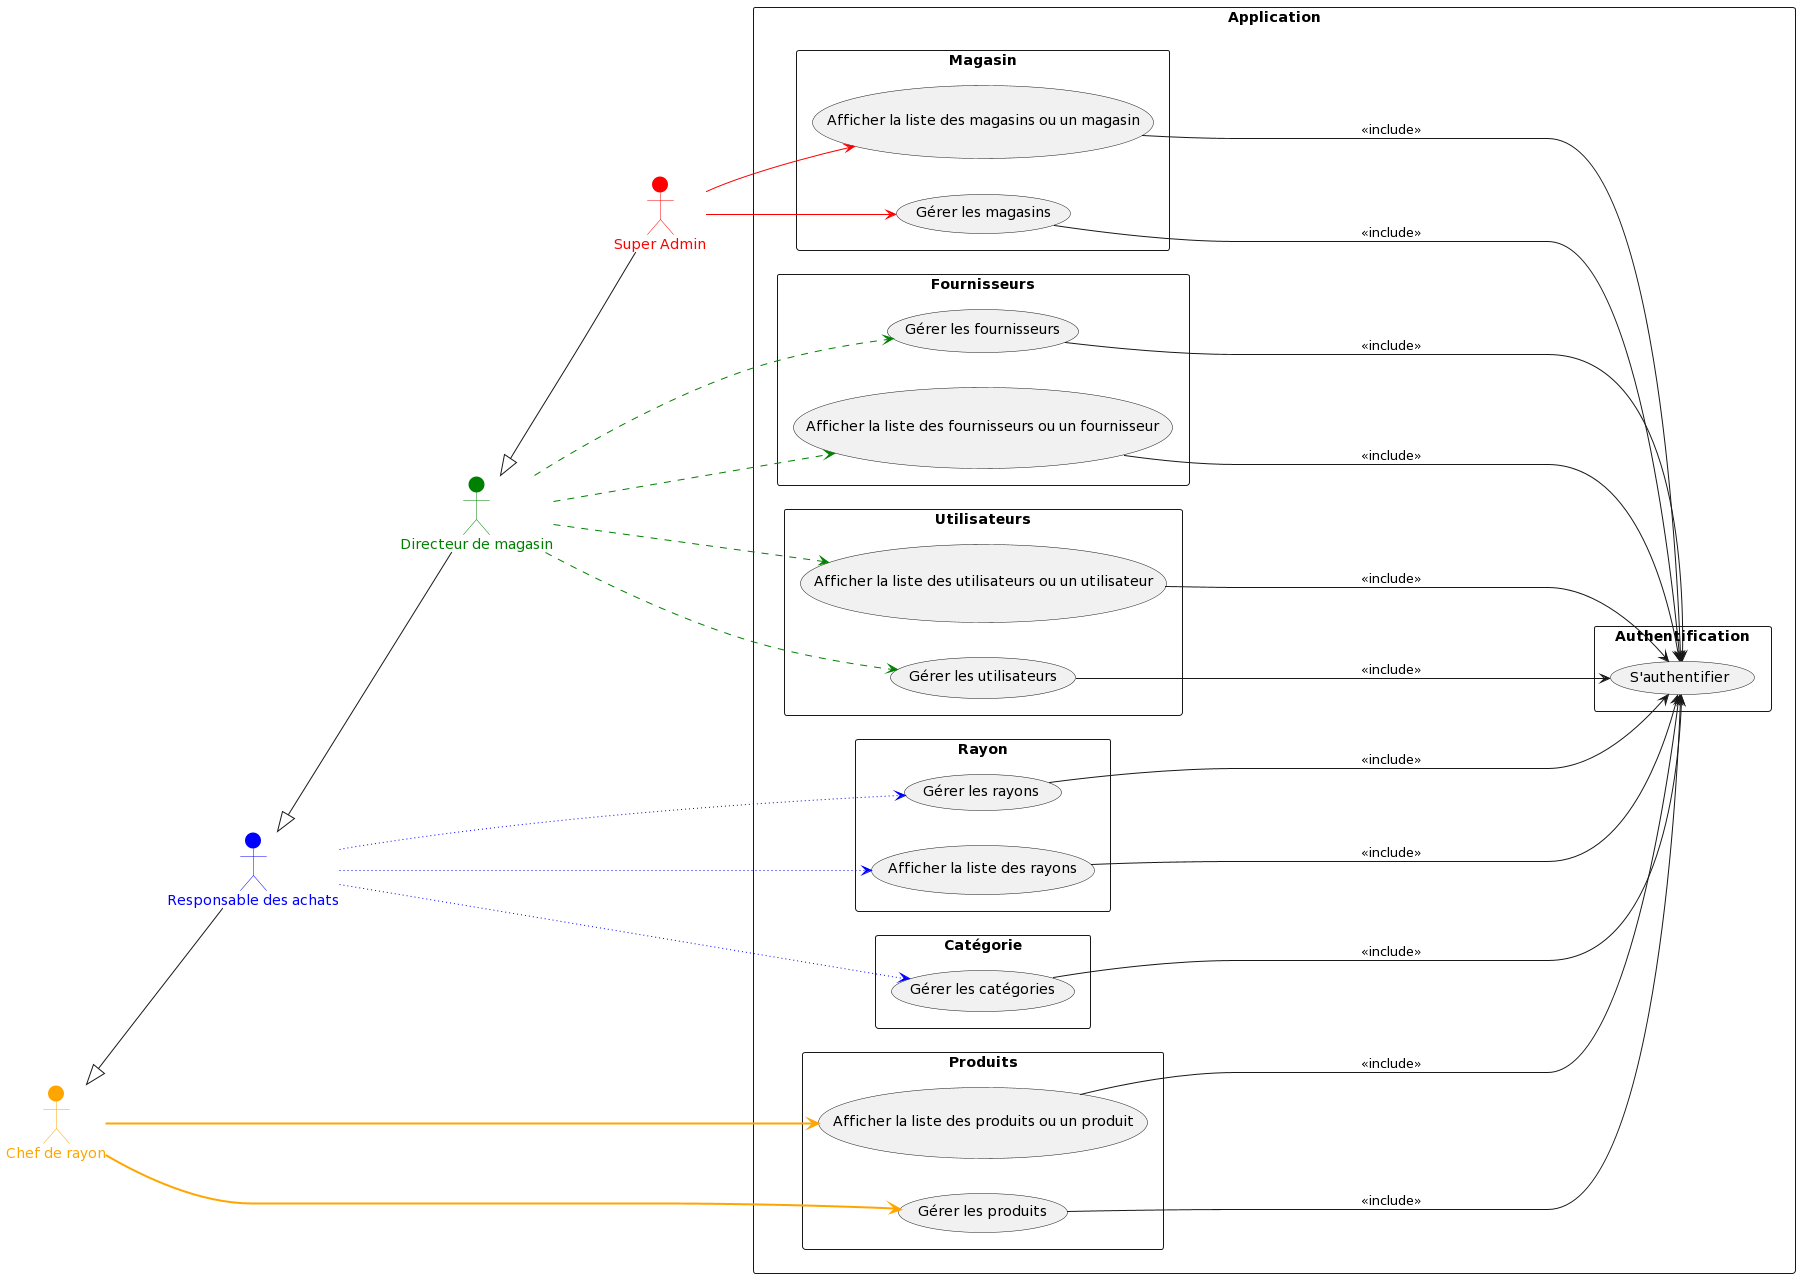 Application
Magasin
Afficher la liste des magasins ou un magasin
«include»
Super Admin
Gérer les magasins
«include»
Fournisseurs
Gérer les fournisseurs
«include»
Afficher la liste des fournisseurs ou un fournisseur
«include»
Directeur de magasin
Utilisateurs
Afficher la liste des utilisateurs ou un utilisateur
«include»
Gérer les utilisateurs
«include»
Authentification
S'authentifier
Rayon
Gérer les rayons
«include»
Afficher la liste des rayons
«include»
Responsable des achats
Catégorie
Gérer les catégories
«include»
Produits
Afficher la liste des produits ou un produit
«include»
Chef de rayon
Gérer les produits
«include»